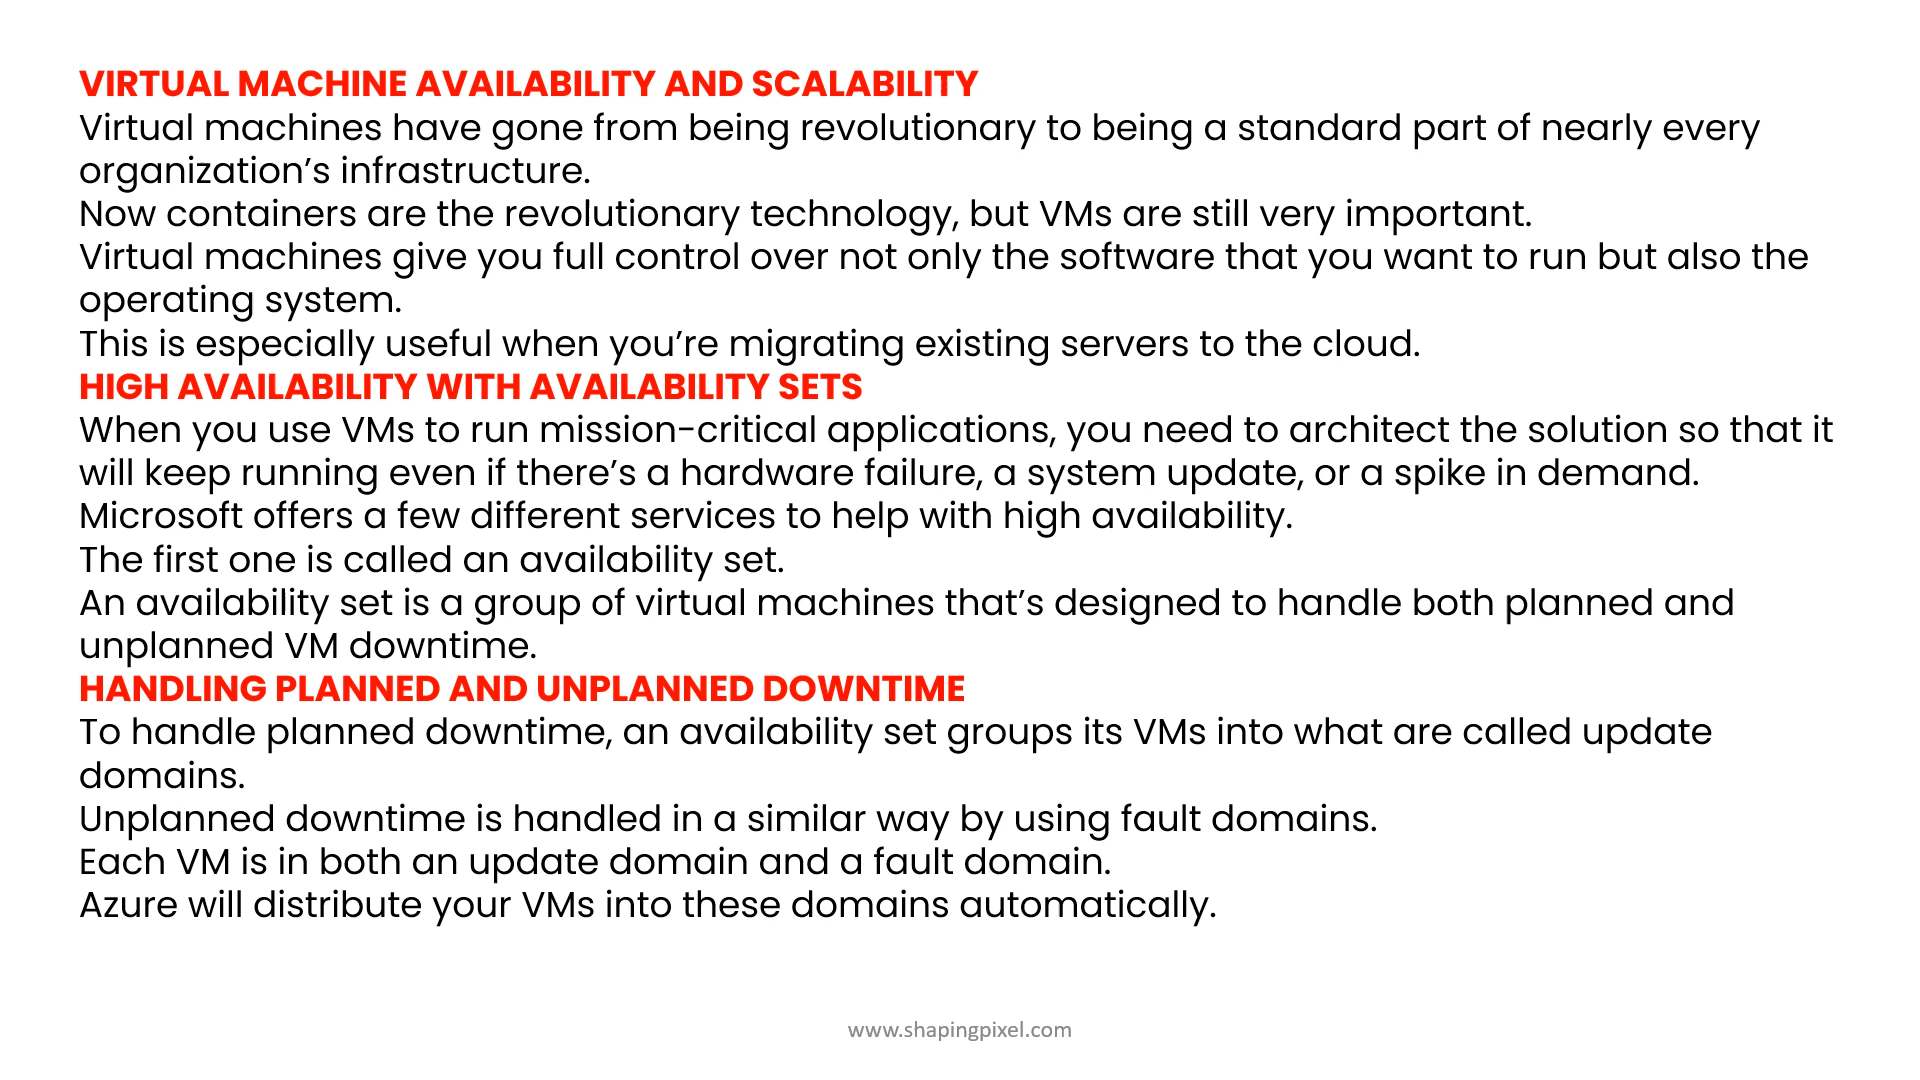 VIRTUAL MACHINE AVAILABILITY AND SCALABILITY
Virtual machines have gone from being revolutionary to being a standard part of nearly every
organization’s infrastructure.
Now containers are the revolutionary technology, but VMs are still very important.
Virtual machines give you full control over not only the software that you want to run but also the
operating system.
This is especially useful when you’re migrating existing servers to the cloud.
HIGH AVAILABILITY WITH AVAILABILITY SETS
When you use VMs to run mission-critical applications, you need to architect the solution so that it
will keep running even if there’s a hardware failure, a system update, or a spike in demand.
Microsoft offers a few different services to help with high availability.
The first one is called an availability set.
An availability set is a group of virtual machines that’s designed to handle both planned and
unplanned VM downtime.
HANDLING PLANNED AND UNPLANNED DOWNTIME
To handle planned downtime, an availability set groups its VMs into what are called update
domains.
Unplanned downtime is handled in a similar way by using fault domains.
Each VM is in both an update domain and a fault domain.
Azure will distribute your VMs into these domains automatically.
www.shapingpixel.com